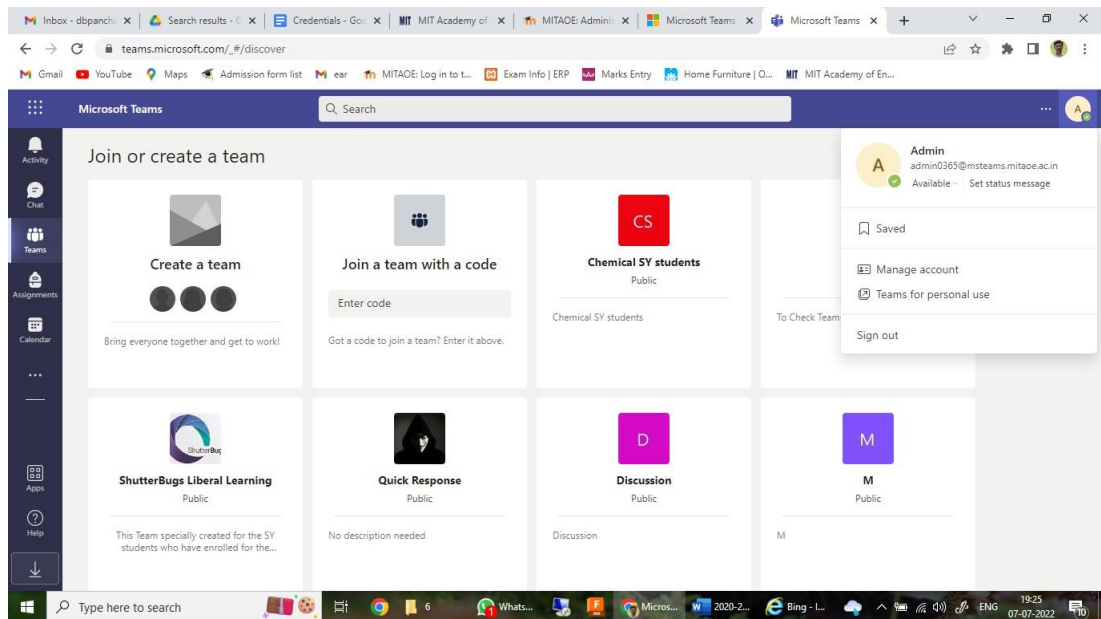 Inbox - dbpanch
Search results - G
Credentials - Goo
MIT MIT Academy of
MITAOE: Adminis
Microsoft Teams
Microsoft Teams
teams.microsoft.com/_#/discover
Gmail
YouTube
Maps
Admission form list
ear
MITAOE: Log in to t...
Exam Info | ERP
Marks Entry
Home Furniture | O...
MIT MIT Academy of En...
Microsoft Teams
Search
A
Activity
Chat
Teams
Assignments
Calendar
Apps
Help
Join or create a team
Create a team
Bring everyone together and get to work!
Join a team with a code
Enter code
Got a code to join a team? Enter it above.
CS
Chemical SY students
Public
Chemical SY students
To Check Team
A
Admin
admin0365@msteams.mitaoe.ac.in
Available
Set status message
Saved
Manage account
Teams for personal use
Sign out
ShutterBug
ShutterBugs Liberal Learning
Public
This Team specially created for the SY
students who have enrolled for the...
Quick Response
Public
No description needed
D
Discussion
Public
Discussion
M
M
Public
M
Type here to search
6
1
Whats...
Micros...
2020-2...
Bing - I...
ENG
19:25
07-07-2022
10